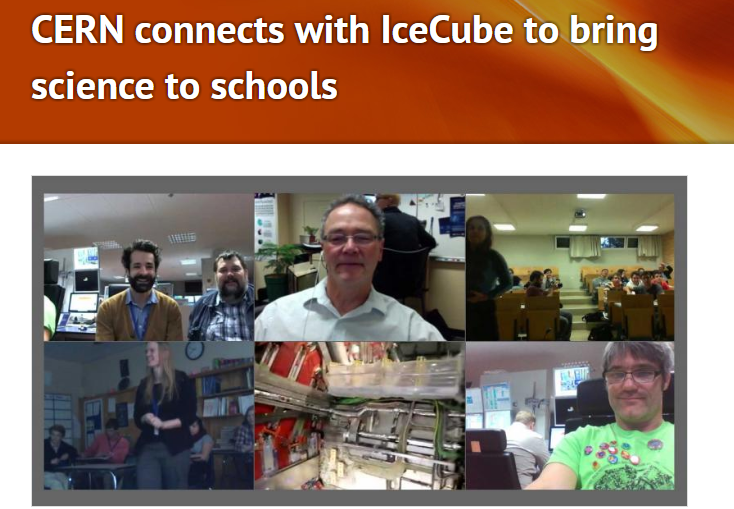 CERN connects with IceCube to bring
science to schools